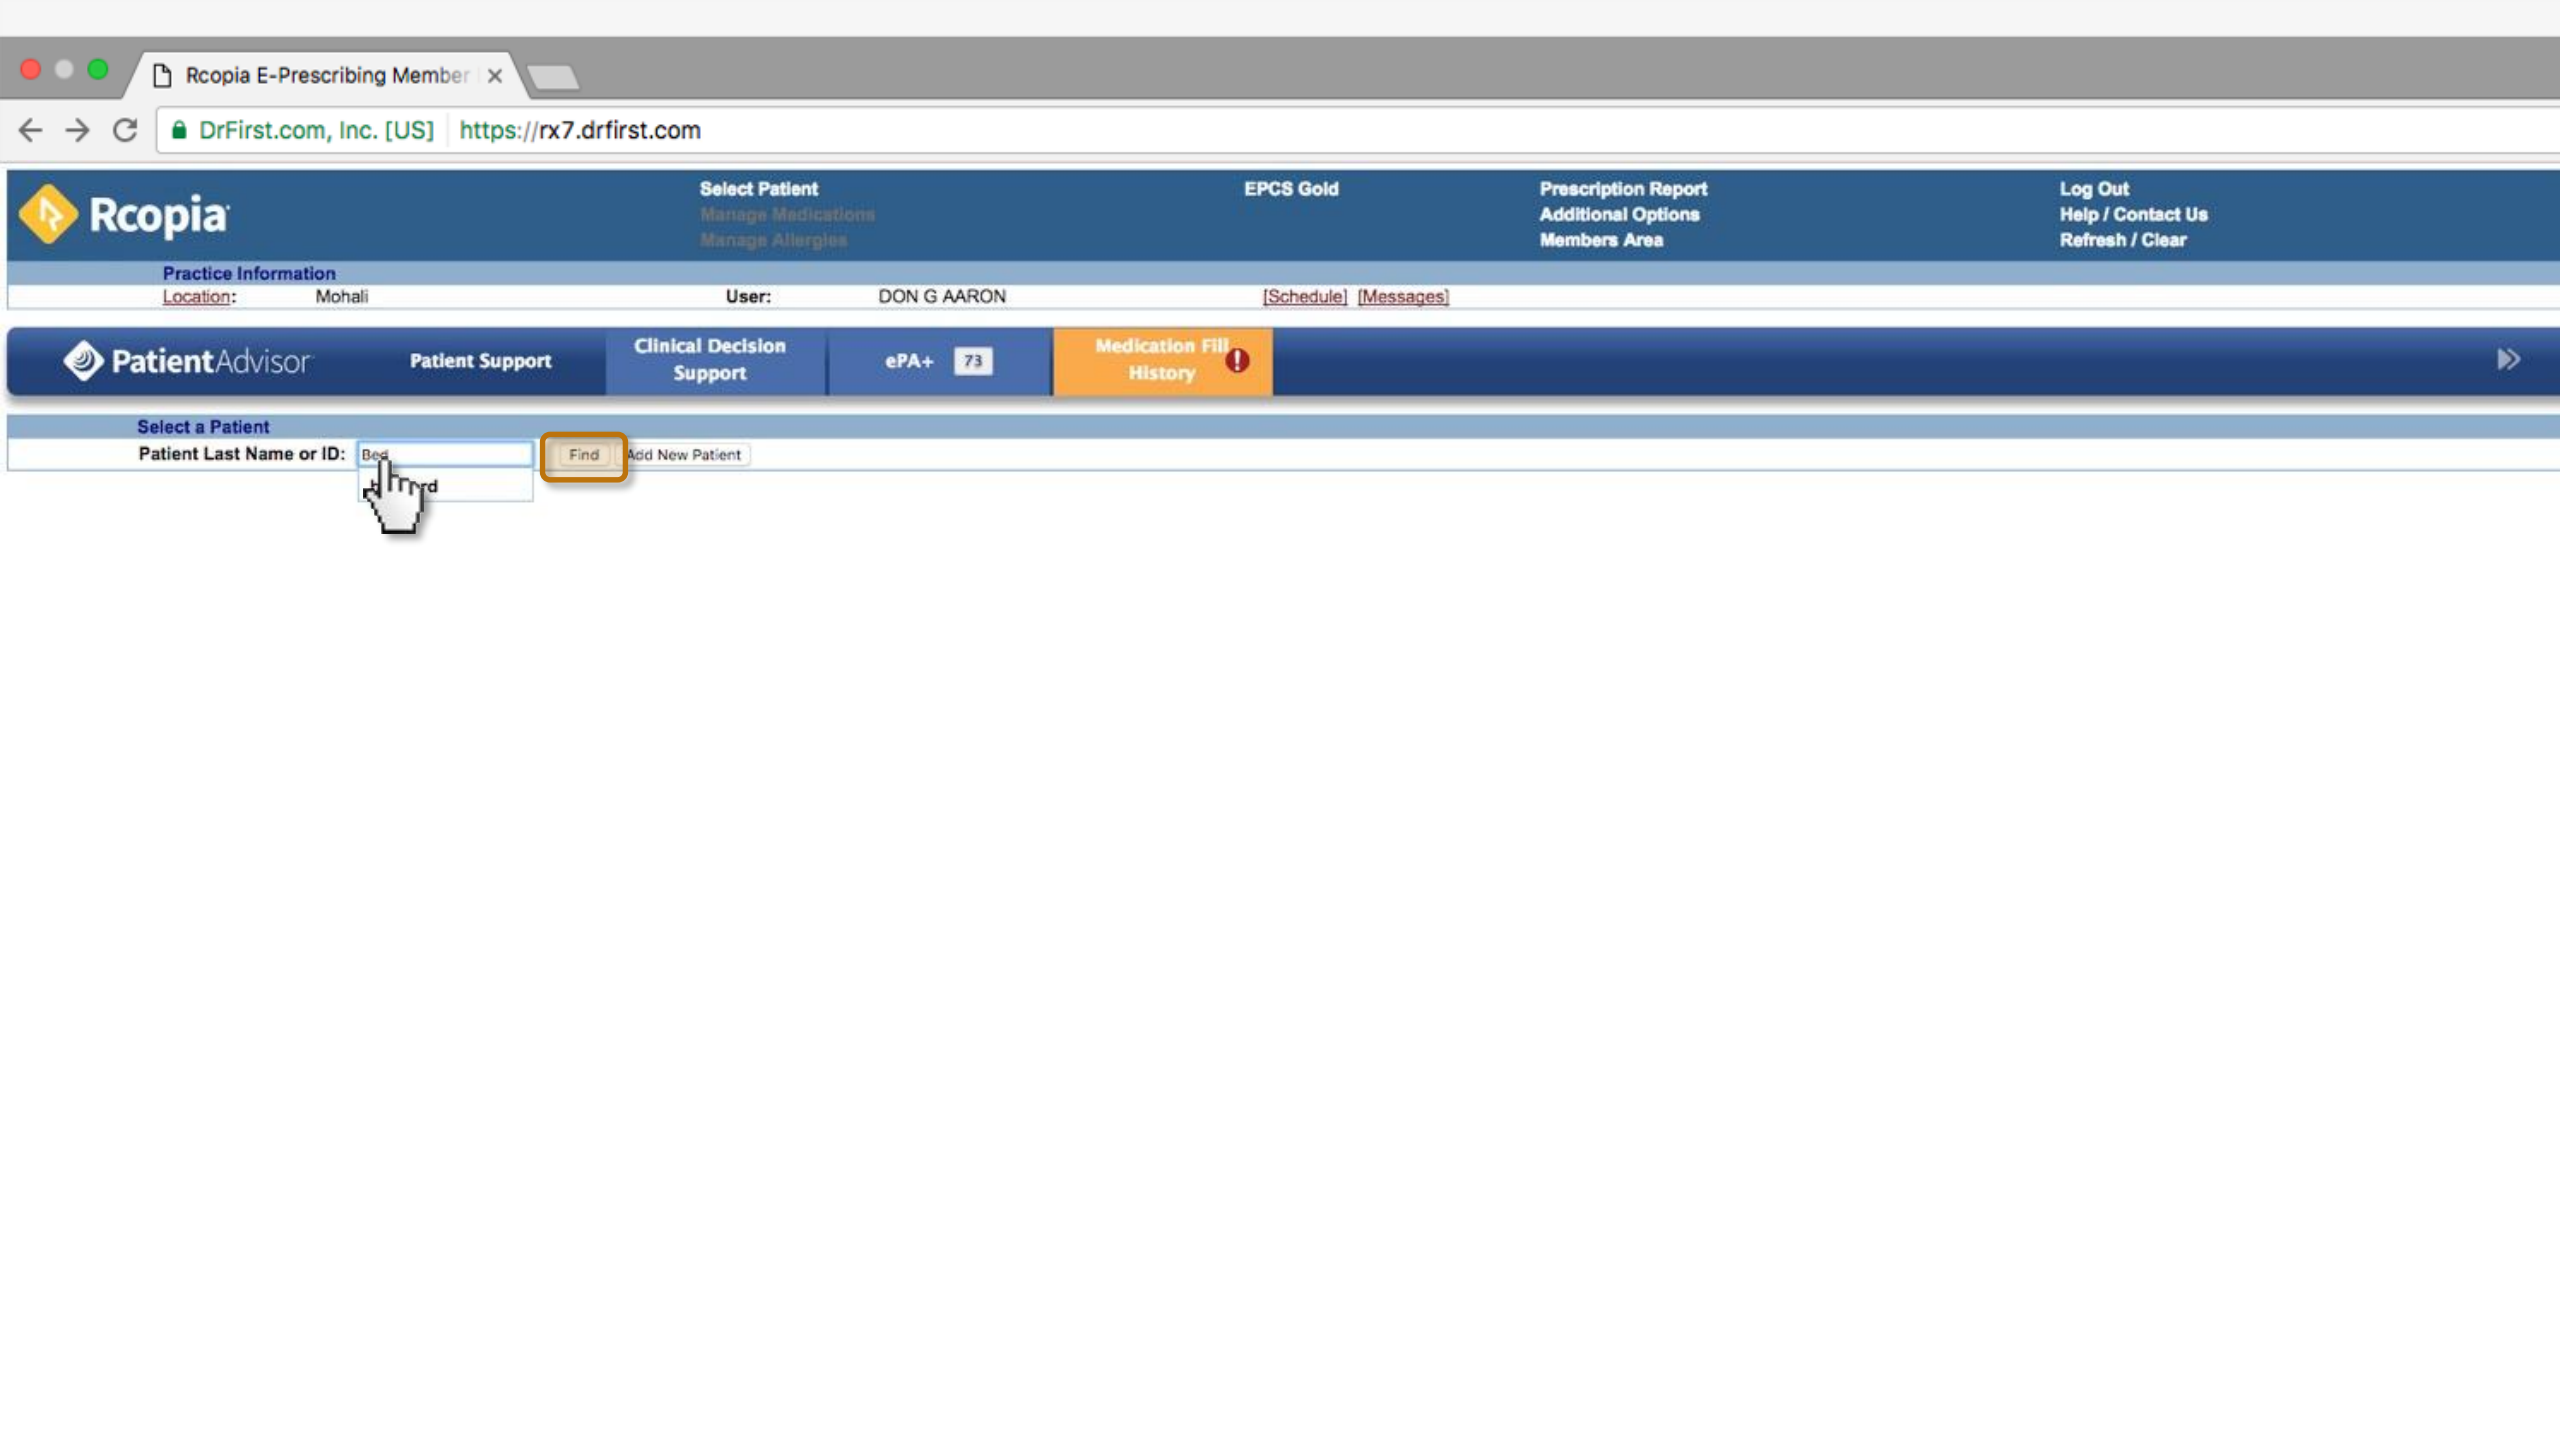 Rcopia E-Prescribing Member
DrFirst.com, Inc. [US] https://rx7.drfirst.com
Rcopia
Select Patient
Manage Medications
Manage Allergies
EPCS Gold
Prescription Report
Additional Options
Members Area
Log Out
Help / Contact Us
Refresh / Clear
Practice Information
Location: Mohali User: DON G AARON [Schedule] [Messages]
PatientAdvisor
Patient Support
Clinical Decision
Support
ePA+ 73
Medication Fill
History
Select a Patient
Patient Last Name or ID: Find Add New Patient